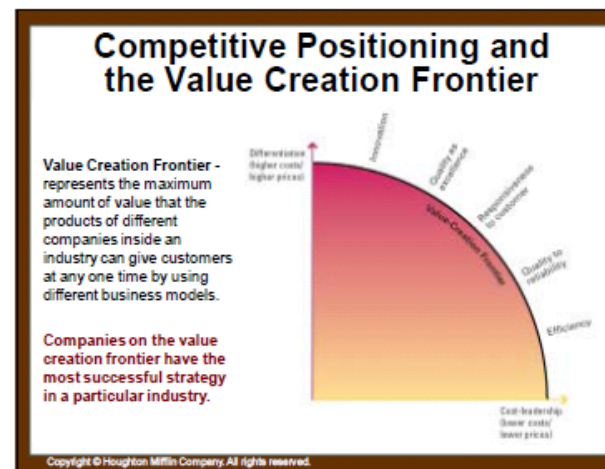 Competitive Positioning and
the Value Creation Frontier
Value Creation Frontier -
represents the maximum
amount of value that the
products of different
companies inside an
industry can give customers
at any one time by using
different business models.
Companies on the value
creation frontier have the
most successful strategy
in a particular industry.
Differentiation
(higher costs/
higher prices)
Innovation
Quality as
excellence
Responsiveness
to customer
Value-Creation Frontier
Quality to
reliability
Efficiency
Cost-leadership
(lower costs/
lower prices)
Copyright © Houghton Mifflin Company. All rights reserved.